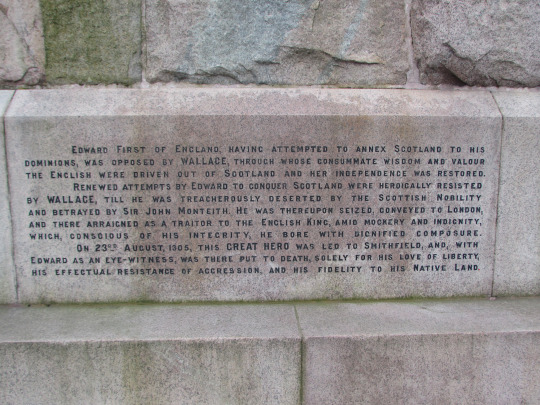 Edward First of England, having attempted to annex Scotland to his
dominions, was opposed by WALLACE, through whose consummate wisdom and valour
the English were driven out of Scotland and her independence was restored.
Renewed attempts by Edward to conquer Scotland were heroically resisted
by WALLACE, till he was treacherously deserted by the Scottish Nobility
and betrayed by Sir John Monteith. He was thereupon seized, conveyed to London,
and there arraigned as a traitor to the English King, amid mockery and indignity,
which, conscious of his integrity, he bore with dignified composure.
On 23rd August, 1305, this GREAT HERO was led to Smithfield, and, with
Edward as an eye-witness, was there put to death, solely for his love of liberty,
his effectual resistance of aggression, and his fidelity to his Native Land.